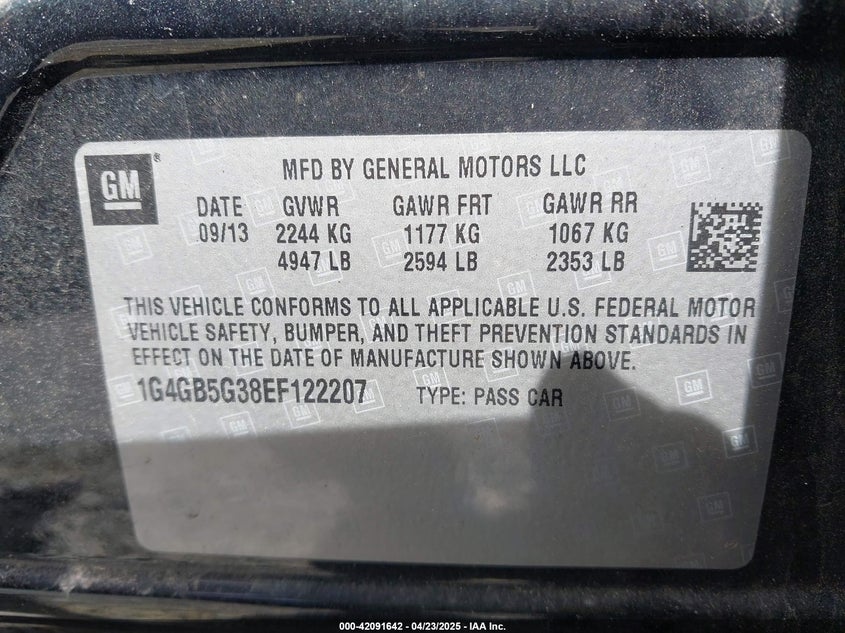 GM
®
MFD BY GENERAL MOTORS LLC
DATE GVWR GAWR FRT GAWR RR
09/13 2244 KG 1177 KG 1067 KG
4947 LB 2594 LB 2353 LB
THIS VEHICLE CONFORMS TO ALL APPLICABLE U.S. FEDERAL MOTOR
VEHICLE SAFETY, BUMPER, AND THEFT PREVENTION STANDARDS IN
EFFECT ON THE DATE OF MANUFACTURE SHOWN ABOVE.
1G4GB5G38EF122207 TYPE: PASS CAR
000-42091642 - 04/23/2025 - IAA Inc.